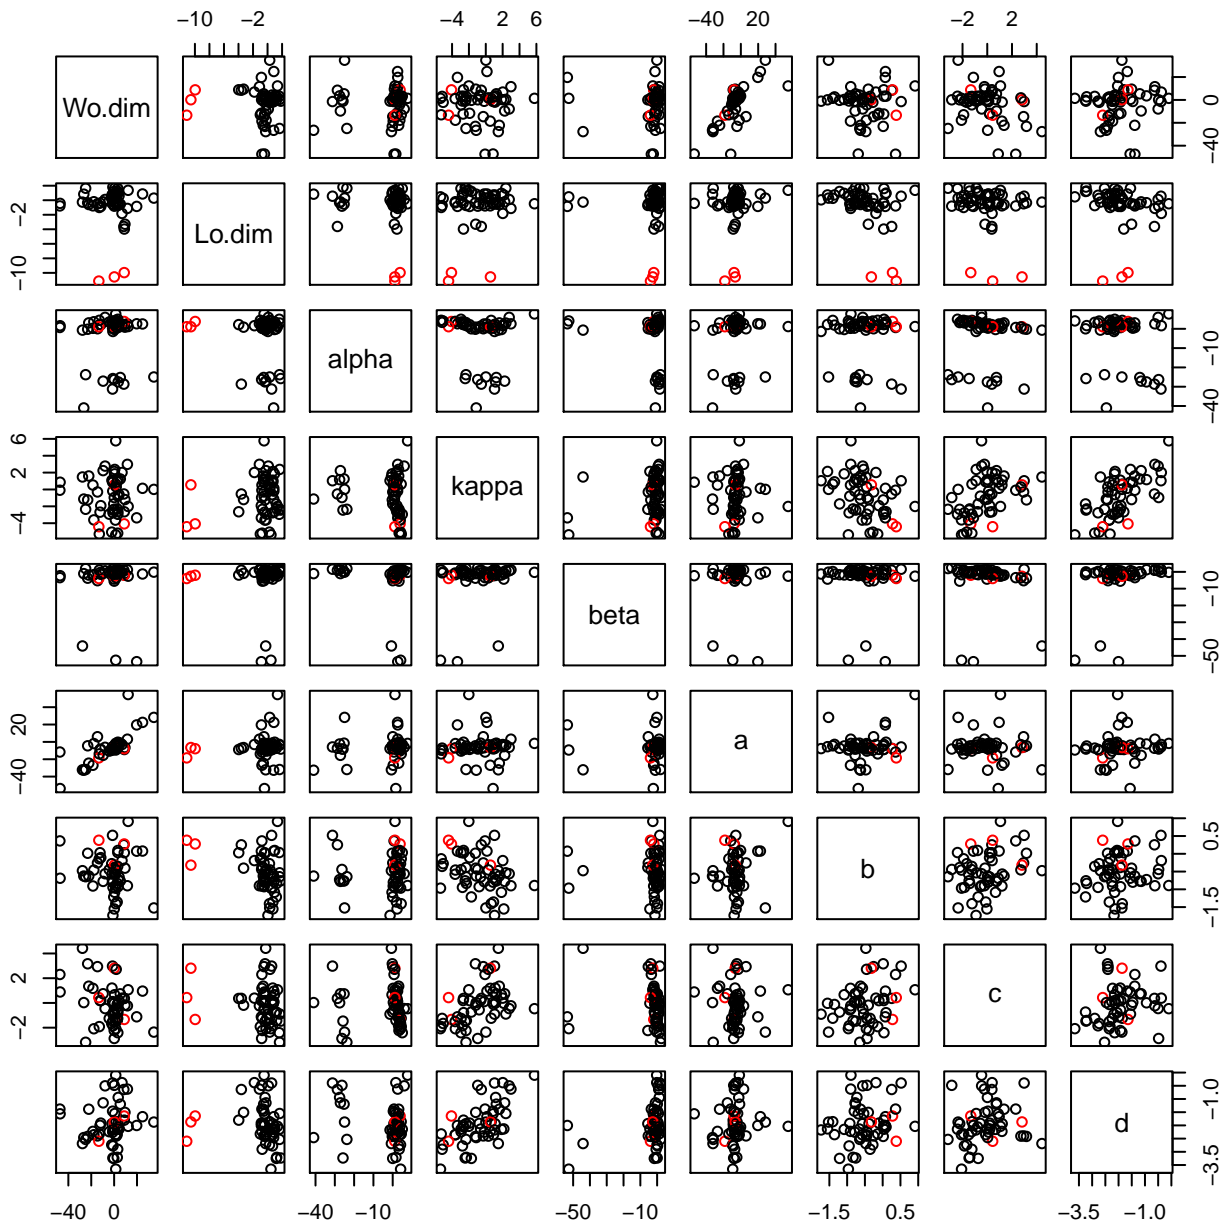 −10 −2 −4 2 6 −40 20 −2 2
Wo.dim −40 0
−10 −2 Lo.dim
alpha −40 −10
−4 2 6 kappa
beta −50 −10
−40 20 a
b −1.5 0.5
−2 2 c
d −3.5 −1.0
−40 0 −40 −10 −50 −10 −1.5 0.5 −3.5 −1.0